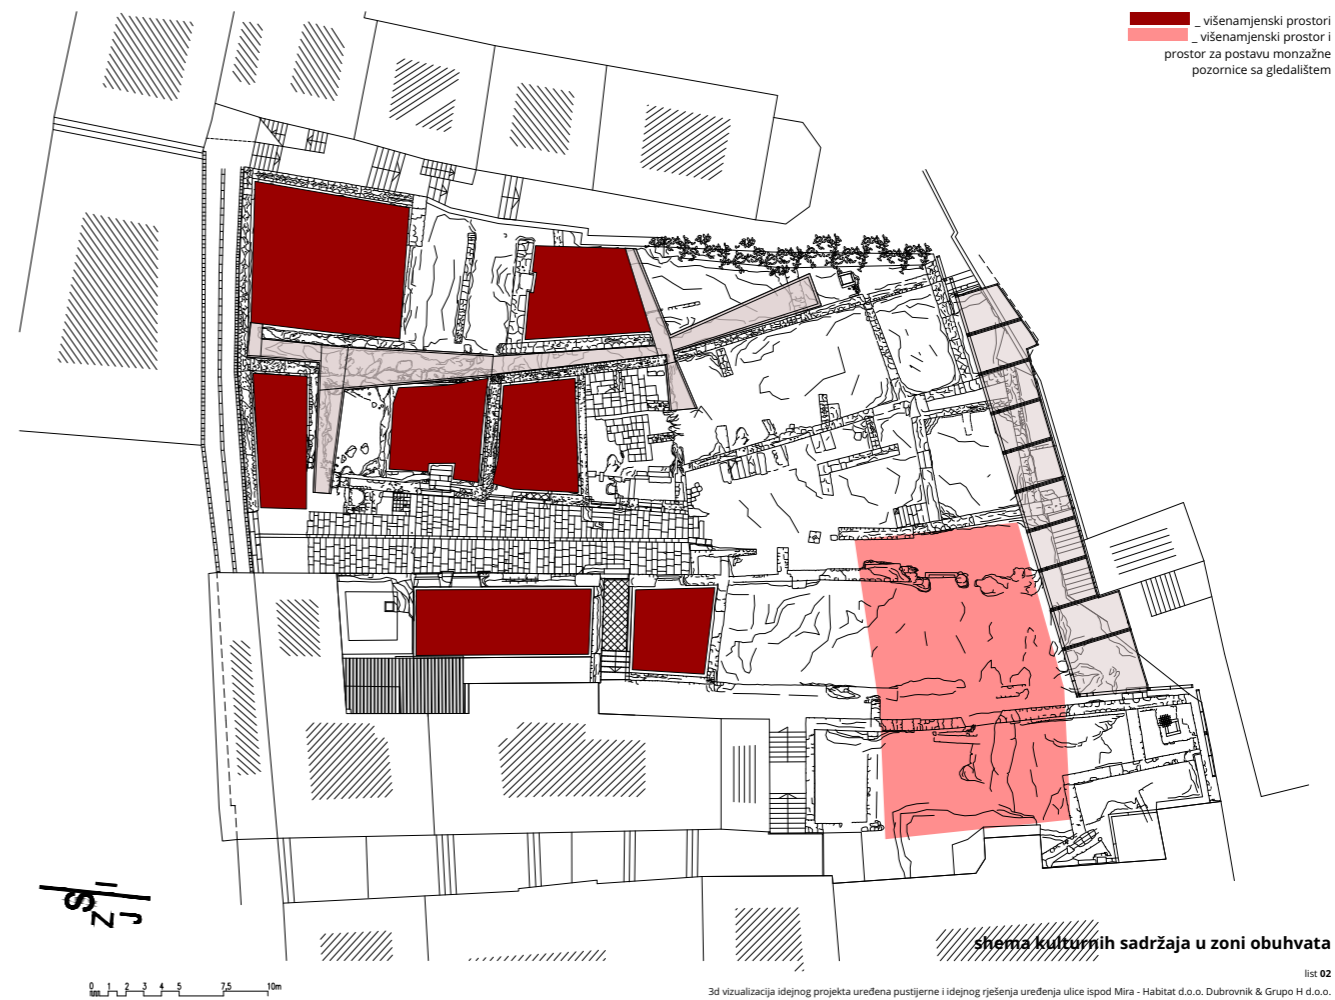 _ višenamjenski prostori
_ višenamjenski prostor i
prostor za postavu monzažne
pozornice sa gledalištem
I
S
J
Z
0 1 2 3 4 5 7,5 10m
shema kulturnih sadržaja u zoni obuhvata
list 02
3d vizualizacija idejnog projekta uređena pustijerne i idejnog rješenja uređenja ulice ispod Mira - Habitat d.o.o. Dubrovnik & Grupo H d.o.o.